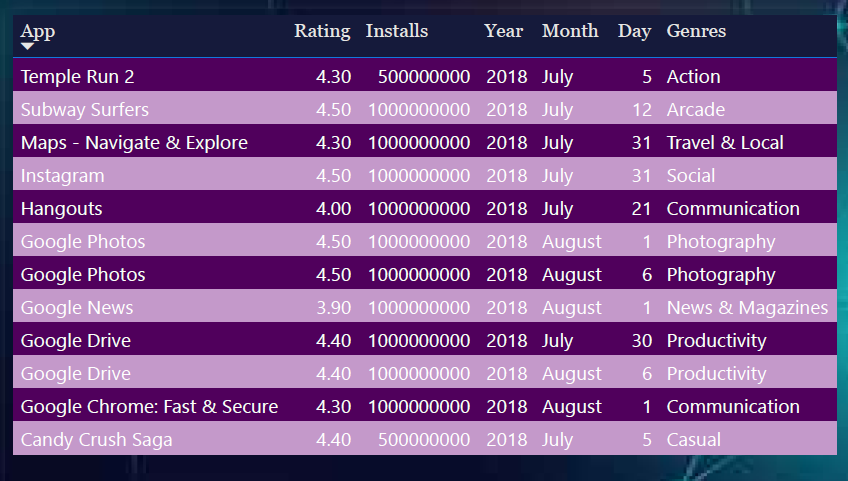 App Rating Installs Year Month Day Genres
Temple Run 2 4.30 500000000 2018 July 5 Action
Subway Surfers 4.50 1000000000 2018 July 12 Arcade
Maps - Navigate & Explore 4.30 1000000000 2018 July 31 Travel & Local
Instagram 4.50 1000000000 2018 July 31 Social
Hangouts 4.00 1000000000 2018 July 21 Communication
Google Photos 4.50 1000000000 2018 August 1 Photography
Google Photos 4.50 1000000000 2018 August 6 Photography
Google News 3.90 1000000000 2018 August 1 News & Magazines
Google Drive 4.40 1000000000 2018 July 30 Productivity
Google Drive 4.40 1000000000 2018 August 6 Productivity
Google Chrome: Fast & Secure 4.30 1000000000 2018 August 1 Communication
Candy Crush Saga 4.40 500000000 2018 July 5 Casual